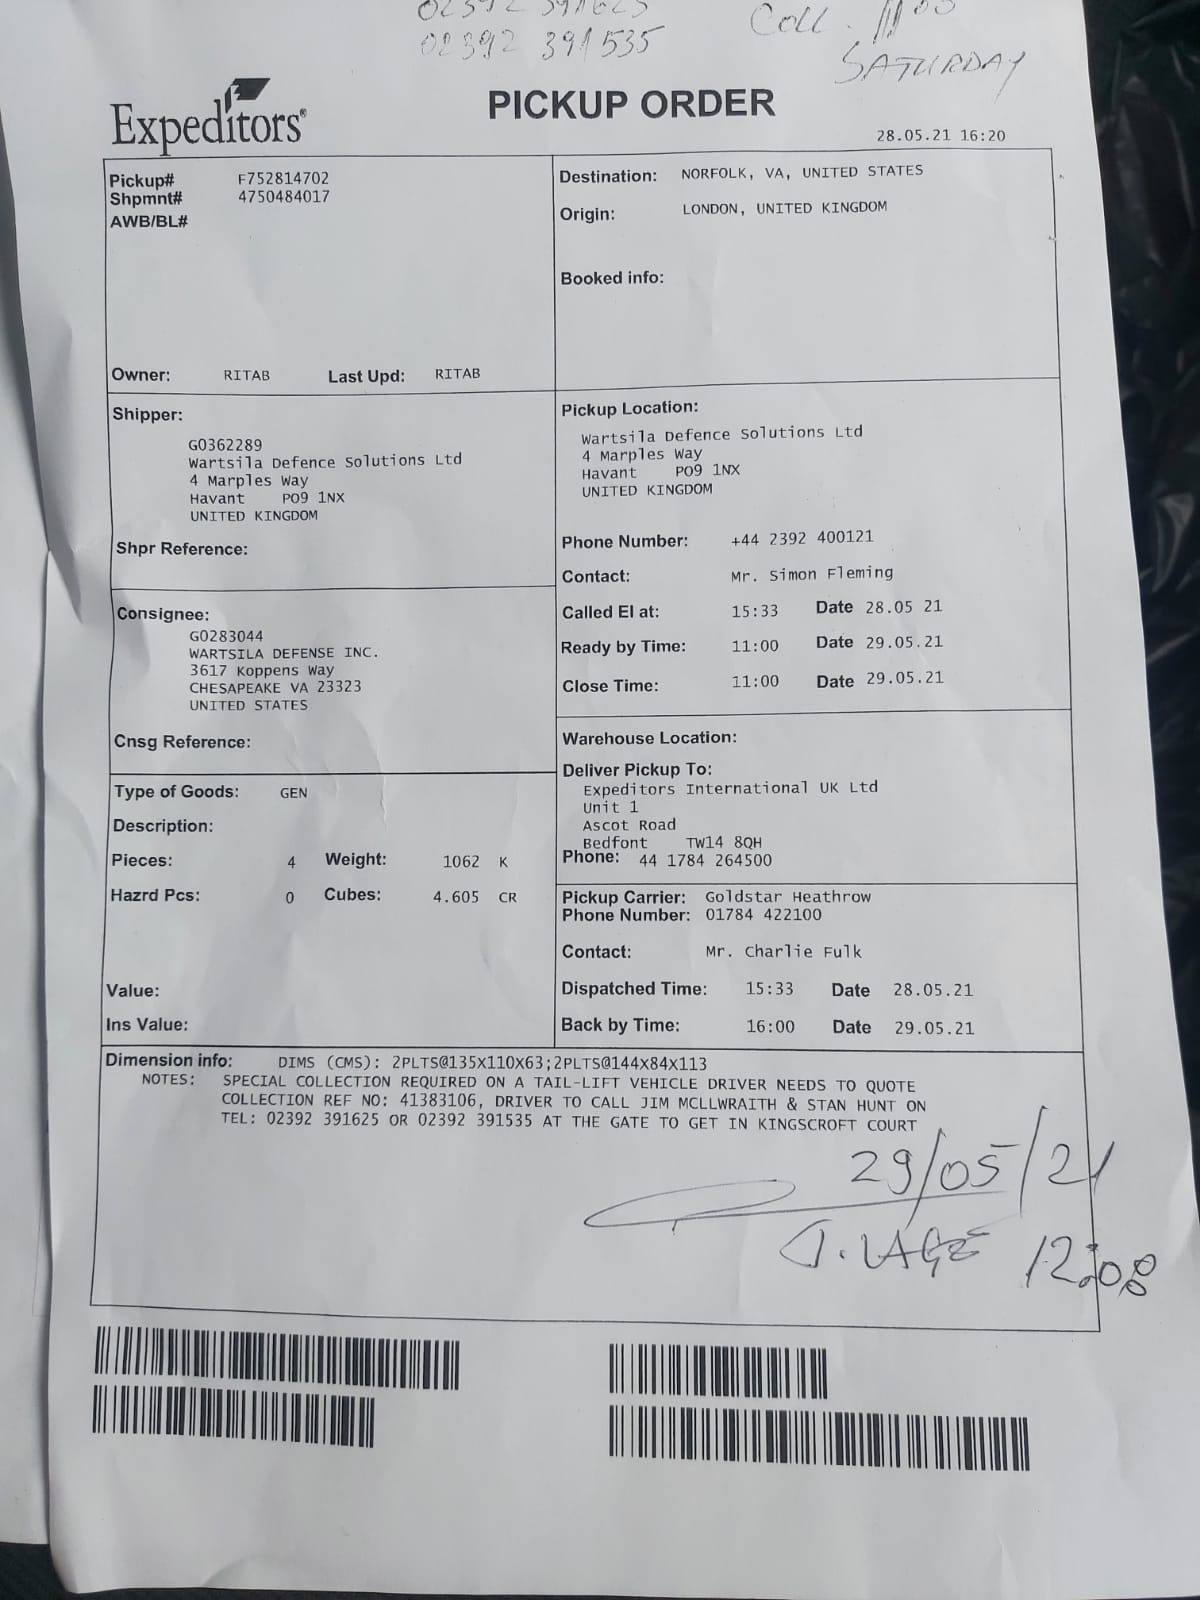 02392 391625
02392 391535
Coll. 1100
SATURDAY
Expeditors®
PICKUP ORDER
28.05.21 16:20
Pickup# F752814702
Shpmnt# 4750484017
AWB/BL#
Destination: NORFOLK, VA, UNITED STATES
Origin: LONDON, UNITED KINGDOM
Booked info:
Owner: RITAB Last Upd: RITAB
Shipper:
G0362289
Wartsila Defence Solutions Ltd
4 Marples Way
Havant PO9 1NX
UNITED KINGDOM
Shpr Reference:
Pickup Location:
Wartsila Defence Solutions Ltd
4 Marples Way
Havant PO9 1NX
UNITED KINGDOM
Phone Number: +44 2392 400121
Contact: Mr. Simon Fleming
Called EI at: 15:33 Date 28.05 21
Ready by Time: 11:00 Date 29.05.21
Close Time: 11:00 Date 29.05.21
Consignee:
G0283044
WARTSILA DEFENSE INC.
3617 Koppens Way
CHESAPEAKE VA 23323
UNITED STATES
Cnsg Reference:
Warehouse Location:
Deliver Pickup To:
Expeditors International UK Ltd
Unit 1
Ascot Road
Bedfont TW14 8QH
Phone: 44 1784 264500
Type of Goods: GEN
Description:
Pieces: 4 Weight: 1062 K
Hazrd Pcs: 0 Cubes: 4.605 CR
Value:
Ins Value:
Pickup Carrier: Goldstar Heathrow
Phone Number: 01784 422100
Contact: Mr. Charlie Fulk
Dispatched Time: 15:33 Date 28.05.21
Back by Time: 16:00 Date 29.05.21
Dimension info: DIMS (CMS): 2PLTS@135X110X63;2PLTS@144X84X113
NOTES: SPECIAL COLLECTION REQUIRED ON A TAIL-LIFT VEHICLE DRIVER NEEDS TO QUOTE
COLLECTION REF NO: 41383106, DRIVER TO CALL JIM MCLLWRAITH & STAN HUNT ON
TEL: 02392 391625 OR 02392 391535 AT THE GATE TO GET IN KINGSCROFT COURT
29/05/21
J. LAGE 12:08